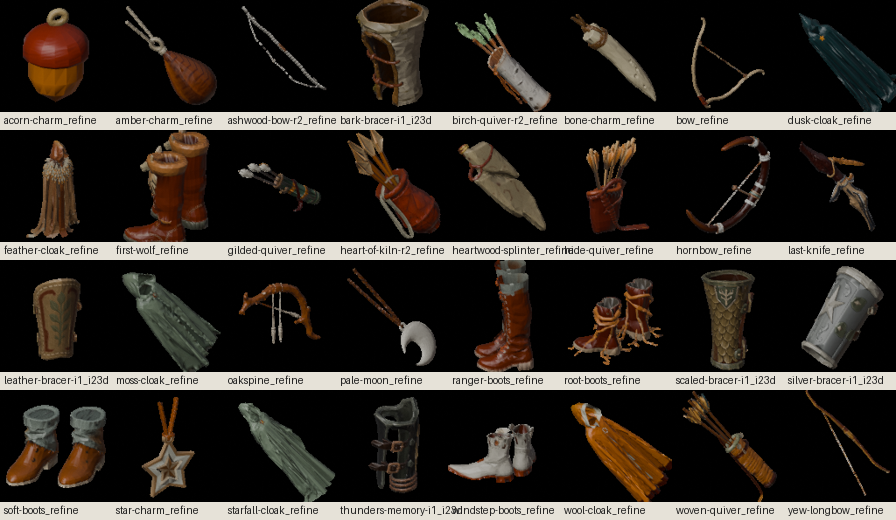 acorn-charm_refine amber-charm_refine ashwood-bow-r2_refine bark-bracer-i1_i23d birch-quiver-r2_refine bone-charm_refine bow_refine dusk-cloak_refine
feather-cloak_refine first-wolf_refine gilded-quiver_refine heart-of-kiln-r2_refine heartwood-splinter_refine hide-quiver_refine hornbow_refine last-knife_refine
leather-bracer-i1_i23d moss-cloak_refine oakspine_refine pale-moon_refine ranger-boots_refine root-boots_refine scaled-bracer-i1_i23d silver-bracer-i1_i23d
soft-boots_refine star-charm_refine starfall-cloak_refine thunders-memory-i1_i23d windstep-boots_refine wool-cloak_refine woven-quiver_refine yew-longbow_refine